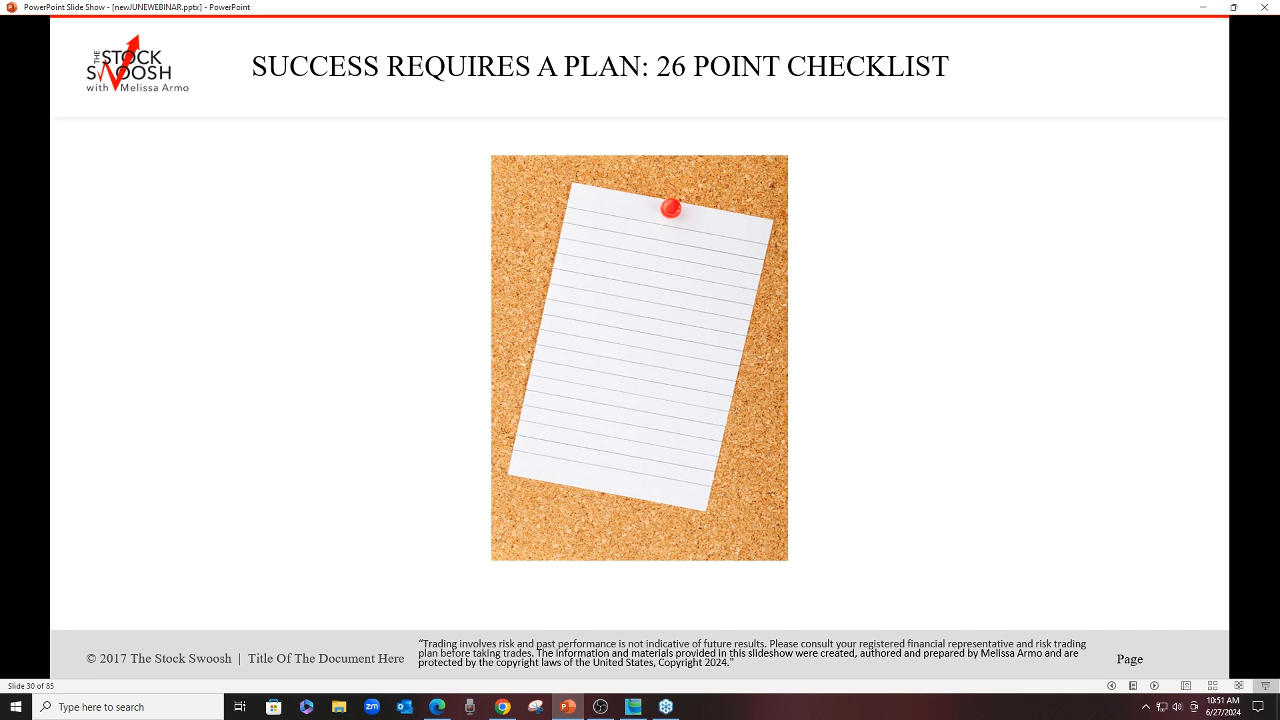 PowerPoint Slide Show - [newJUNEWEBINAR.pptx] - PowerPoint
THE STOCK
SWOOSH
with Melissa Armo
SUCCESS REQUIRES A PLAN: 26 POINT CHECKLIST
© 2017 The Stock Swoosh | Title Of The Document Here
“Trading involves risk and past performance is not indicative of future results. Please consult your registered financial representative and risk trading
plan before taking trades. The information and materials provided in this slideshow were created, authored and prepared by Melissa Armo and are
protected by the copyright laws of the United States, Copyright 2024."
Page
Slide 30 of 85
Type here to search
zm
10:51 AM
6/27/2024